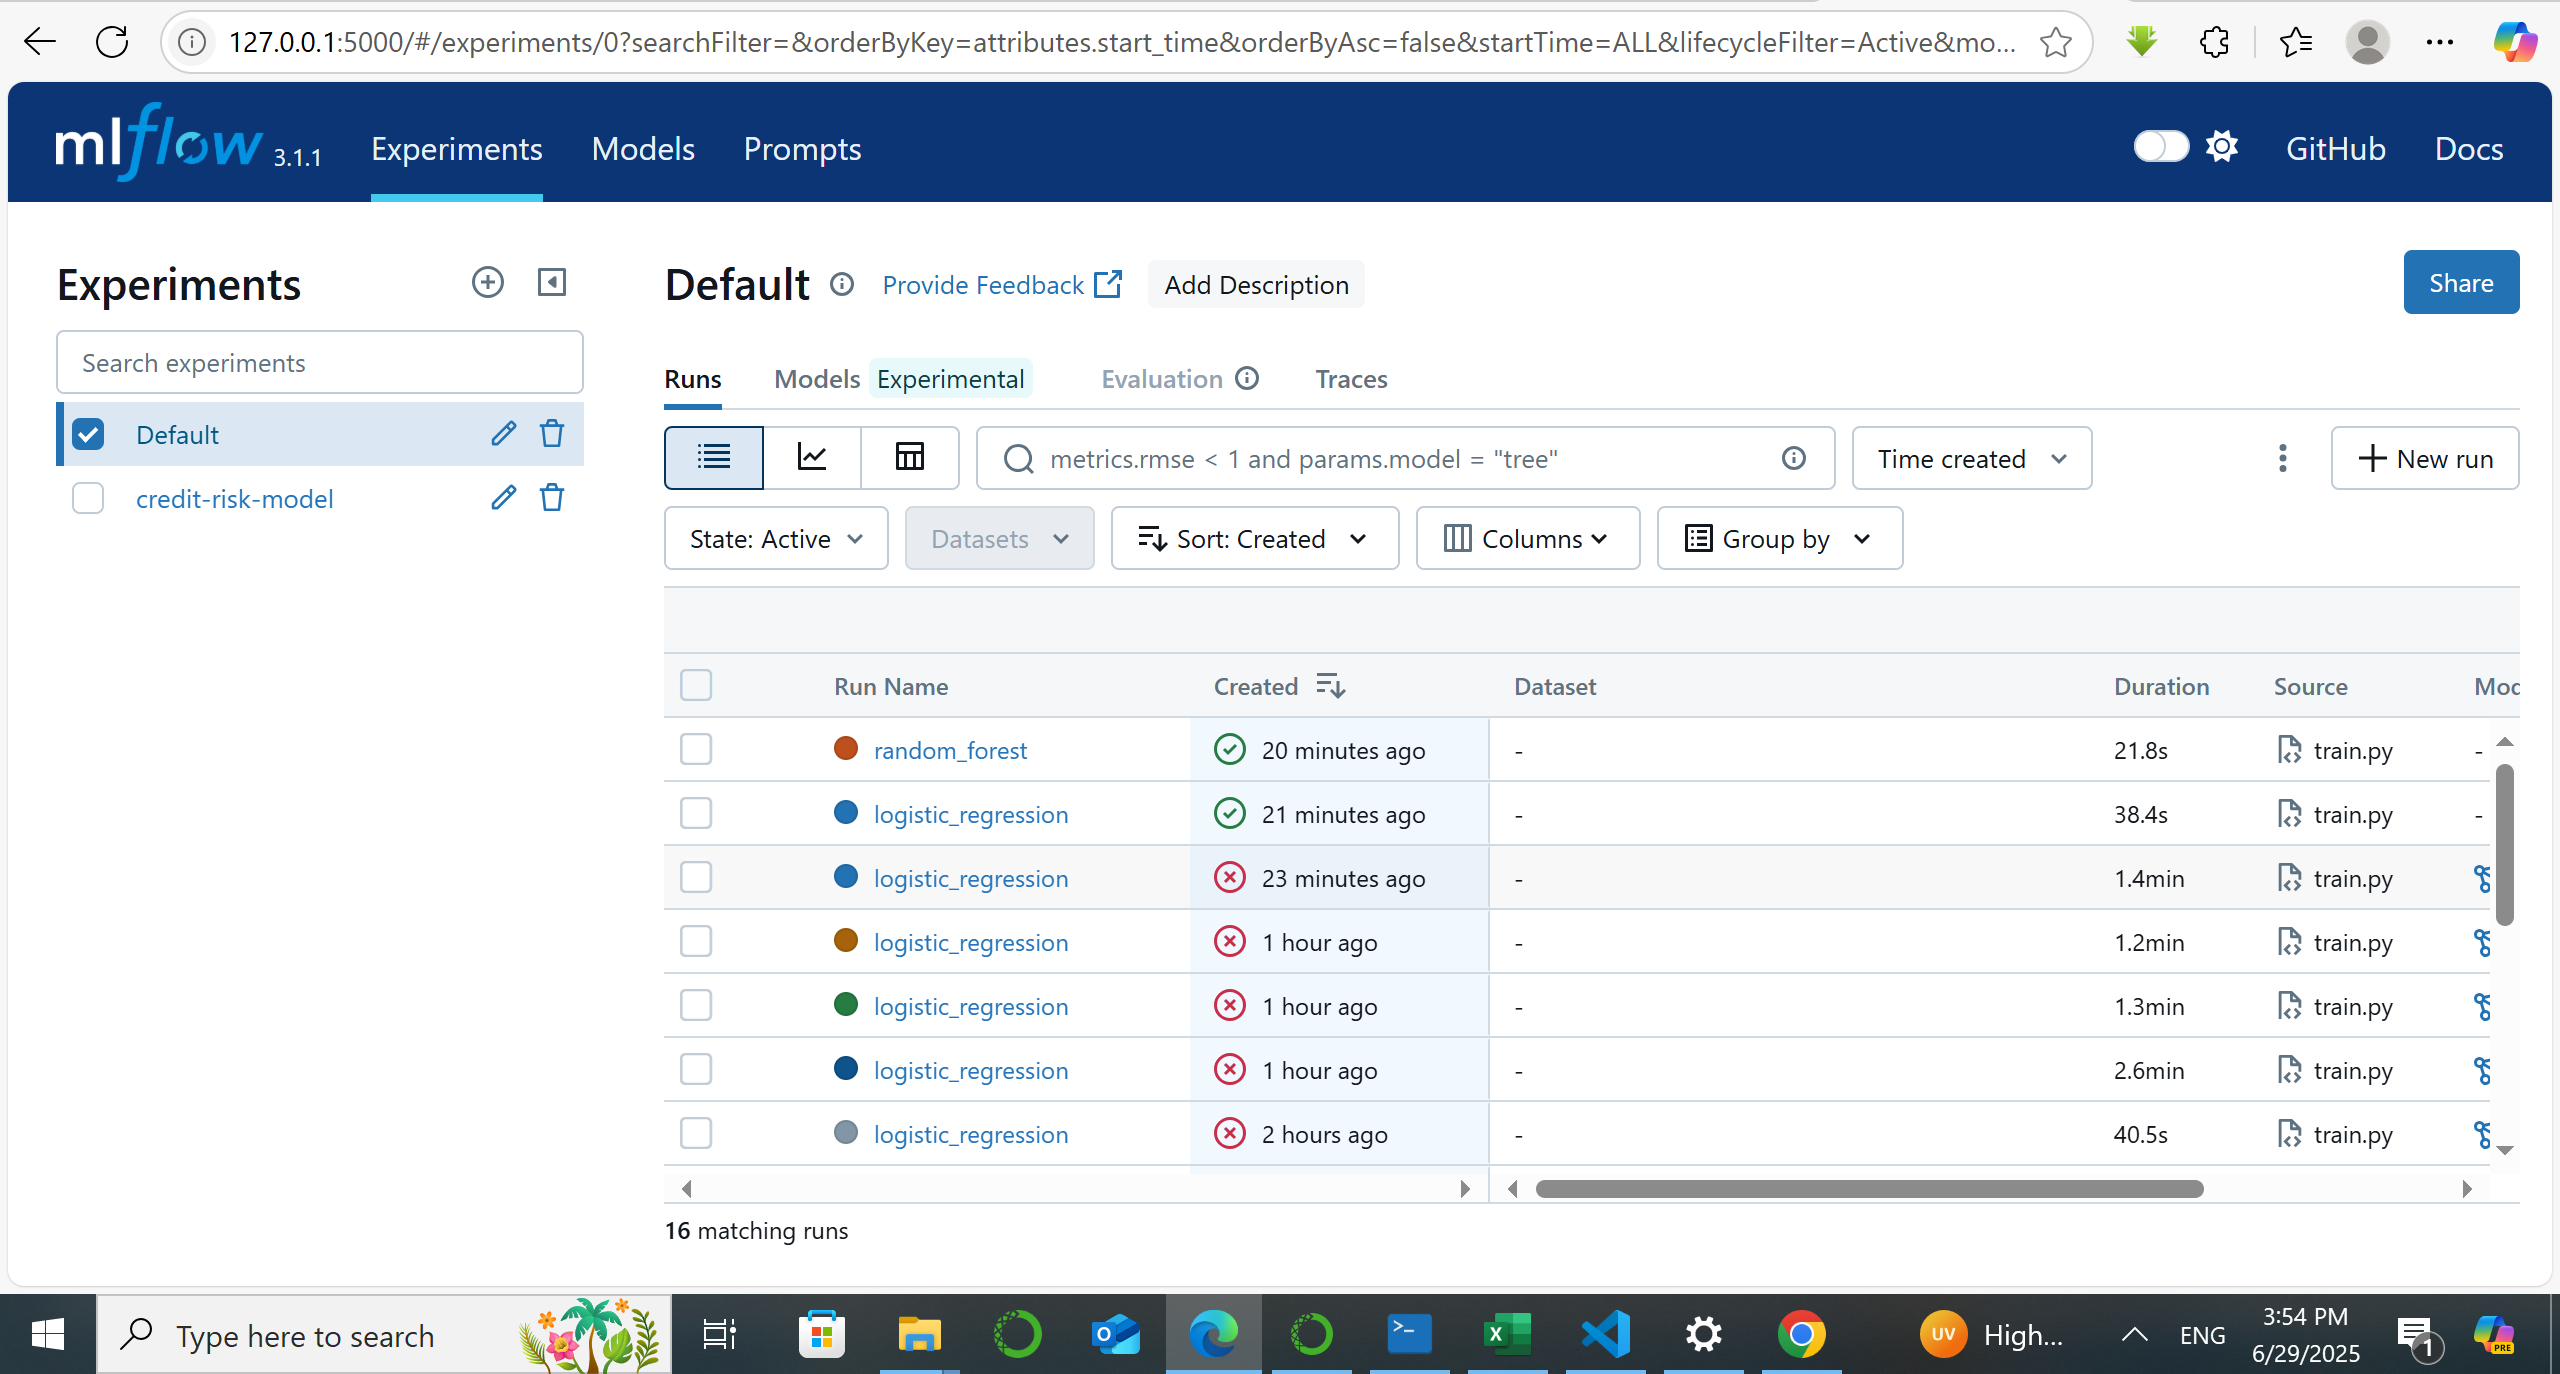 127.0.0.1:5000/#/experiments/0?searchFilter=&orderByKey=attributes.start_time&orderByAsc=false&startTime=ALL&lifecycleFilter=Active&mo...
mlflow 3.1.1 Experiments Models Prompts GitHub Docs
Experiments
Default Provide Feedback Add Description Share
Search experiments
Runs Models Experimental Evaluation Traces
Default
metrics.rmse < 1 and params.model = "tree" Time created New run
credit-risk-model
State: Active Datasets Sort: Created Columns Group by
Run Name Created Dataset Duration Source Mod
random_forest 20 minutes ago - 21.8s train.py -
logistic_regression 21 minutes ago - 38.4s train.py -
logistic_regression 23 minutes ago - 1.4min train.py
logistic_regression 1 hour ago - 1.2min train.py
logistic_regression 1 hour ago - 1.3min train.py
logistic_regression 1 hour ago - 2.6min train.py
logistic_regression 2 hours ago - 40.5s train.py
16 matching runs
Type here to search
UV High...
ENG
3:54 PM
6/29/2025
1
PRE